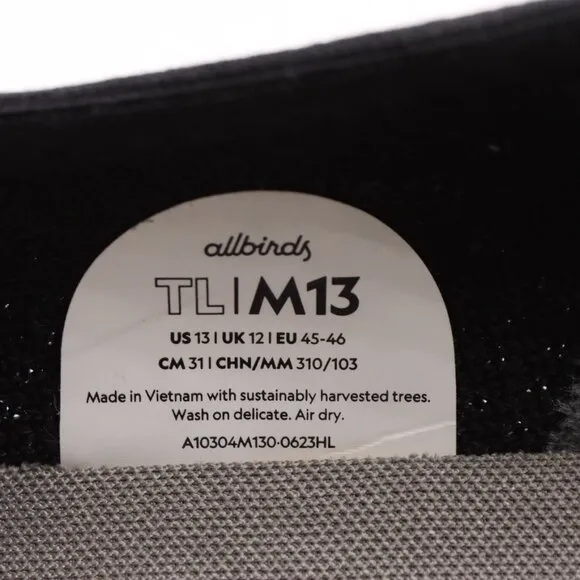 allbirds
TL | M13
US 13 | UK 12 | EU 45-46
CM 31 | CHN/MM 310/103
Made in Vietnam with sustainably harvested trees.
Wash on delicate. Air dry.
A10304M130·0623HL